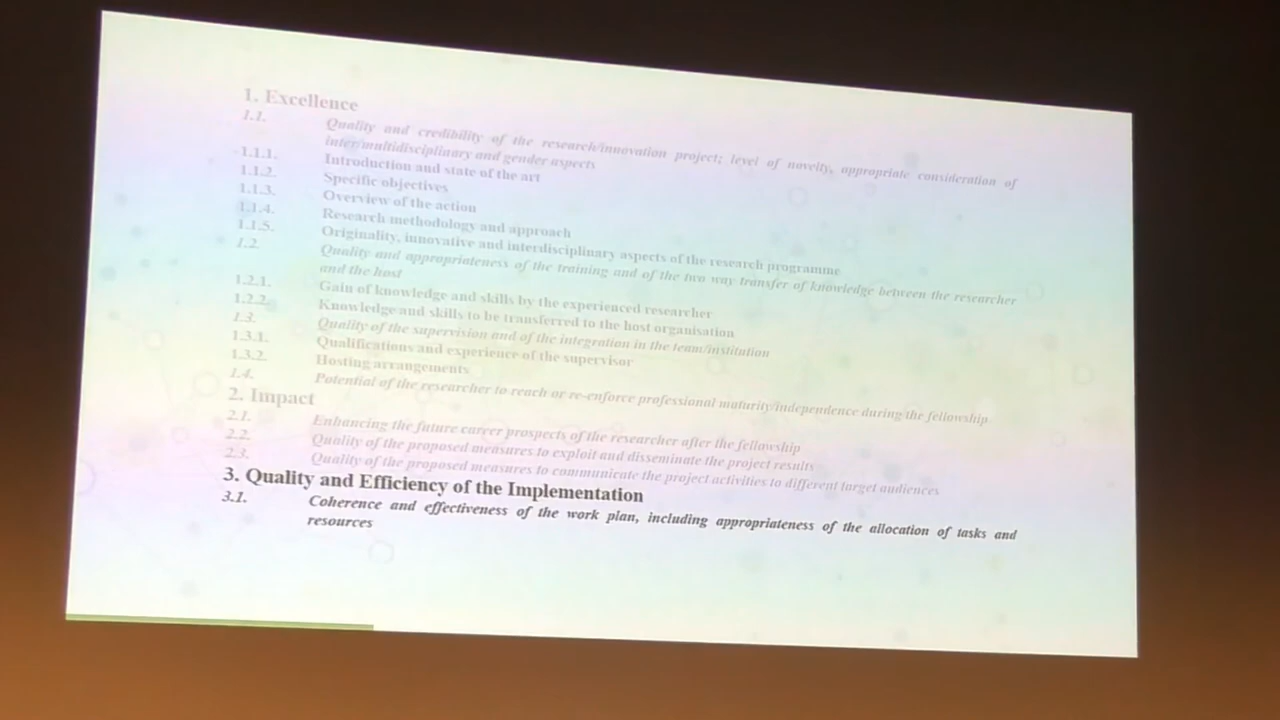 1. Excellence
1.1. Quality and credibility of the research/innovation project; level of novelty, appropriate consideration of
inter/multidisciplinary and gender aspects
1.1.1. Introduction and state of the art
1.1.2. Specific objectives
1.1.3. Overview of the action
1.1.4. Research methodology and approach
1.1.5. Originality, innovative and interdisciplinary aspects of the research programme
1.2. Quality and appropriateness of the training and of the two way transfer of knowledge between the researcher
and the host
1.2.1. Gain of knowledge and skills by the experienced researcher
1.2.2. Knowledge and skills to be transferred to the host organisation
1.3. Quality of the supervision and of the integration in the team/institution
1.3.1. Qualifications and experience of the supervisor
1.3.2. Hosting arrangements
1.4. Potential of the researcher to reach or re-enforce professional maturity/independence during the fellowship
2. Impact
2.1. Enhancing the future career prospects of the researcher after the fellowship
2.2. Quality of the proposed measures to exploit and disseminate the project results
2.3. Quality of the proposed measures to communicate the project activities to different target audiences
3. Quality and Efficiency of the Implementation
3.1. Coherence and effectiveness of the work plan, including appropriateness of the allocation of tasks and
resources